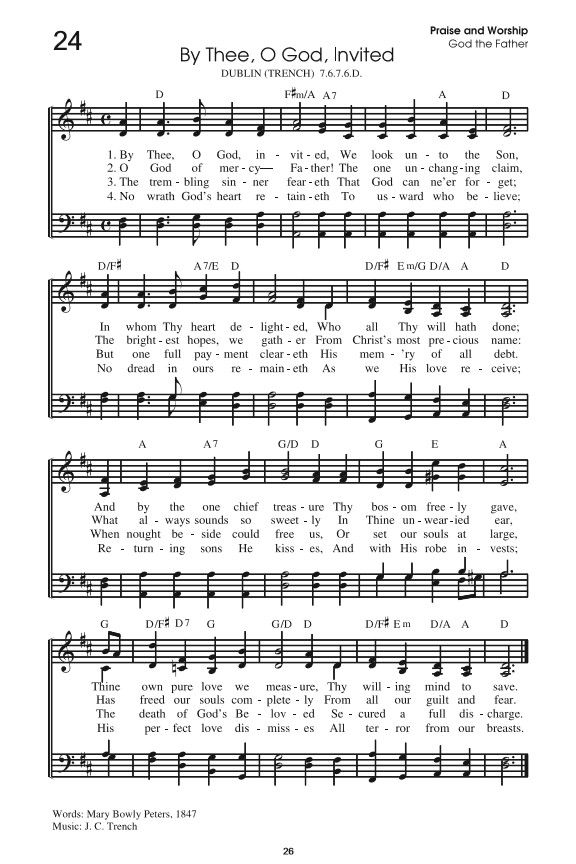 24
Praise and Worship
God the Father
By Thee, O God, Invited
DUBLIN (TRENCH) 7.6.7.6.D.
D F♯m/A A7 A D
1. By Thee, O God, in - vit - ed, We look un - to the Son,
2. O God of mer - cy— Fa - ther! The one un - chang - ing claim,
3. The trem - bling sin - ner fear - eth That God can ne'er for - get;
4. No wrath God's heart re - tain - eth To us - ward who be - lieve;
D/F♯ A7/E D D/F♯ Em/G D/A A D
In whom Thy heart de - light - ed, Who all Thy will hath done;
The bright - est hopes, we gath - er From Christ's most pre - cious name:
But one full pay - ment clear - eth His mem - 'ry of all debt.
No dread in ours re - main - eth As we His love re - ceive;
A A7 G/D D G E A
And by the one chief treas - ure Thy bos - om free - ly gave,
What al - ways sounds so sweet - ly In Thine un - wear - ied ear,
When nought be - side could free us, Or set our souls at large,
Re - turn - ing sons He kiss - es, And with His robe in - vests;
G D/F♯ D7 G D D/F♯ Em D/A A D
Thine own pure love we meas - ure, Thy will - ing mind to save.
Has freed our souls com - plete - ly From all our guilt and fear.
The death of God's Be - lov - ed Se - cured a full dis - charge.
His per - fect love dis - miss - es All ter - ror from our breasts.
Words: Mary Bowly Peters, 1847
Music: J. C. Trench
26